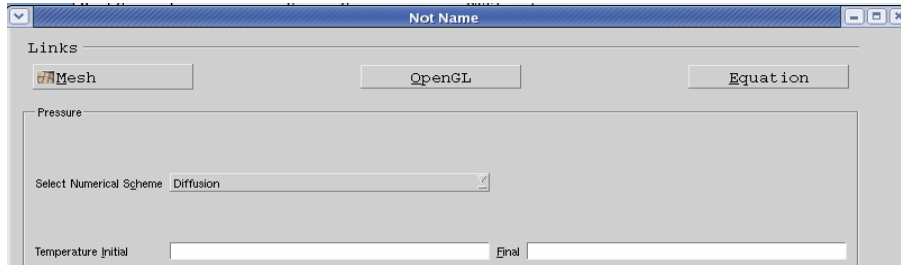 Not Name
Links
Mesh OpenGL Equation
Pressure
Select Numerical Scheme Diffusion
Temperature Initial Final